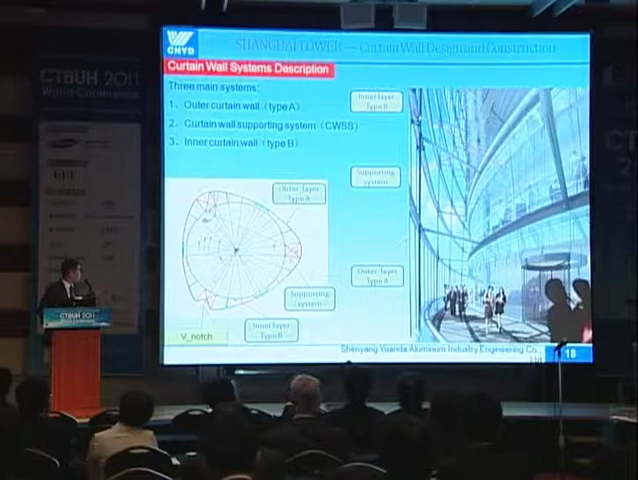 CTBUH 2011
World Conference
CNYD
SHANGHAI TOWER — Curtain Wall Design and Construction
Curtain Wall Systems Description
Three main systems:
1、Outer curtain wall（type A）
2、Curtain wall supporting system（CWSS）
3、Inner curtain wall（type B）
Inner layer
Type B
Supporting
system
Outer layer
Type A
Outer layer
Type A
Supporting
system
Inner layer
Type B
V_notch
Shenyang Yuanda Aluminum Industry Engineering Co.
18
CTBUH 2011